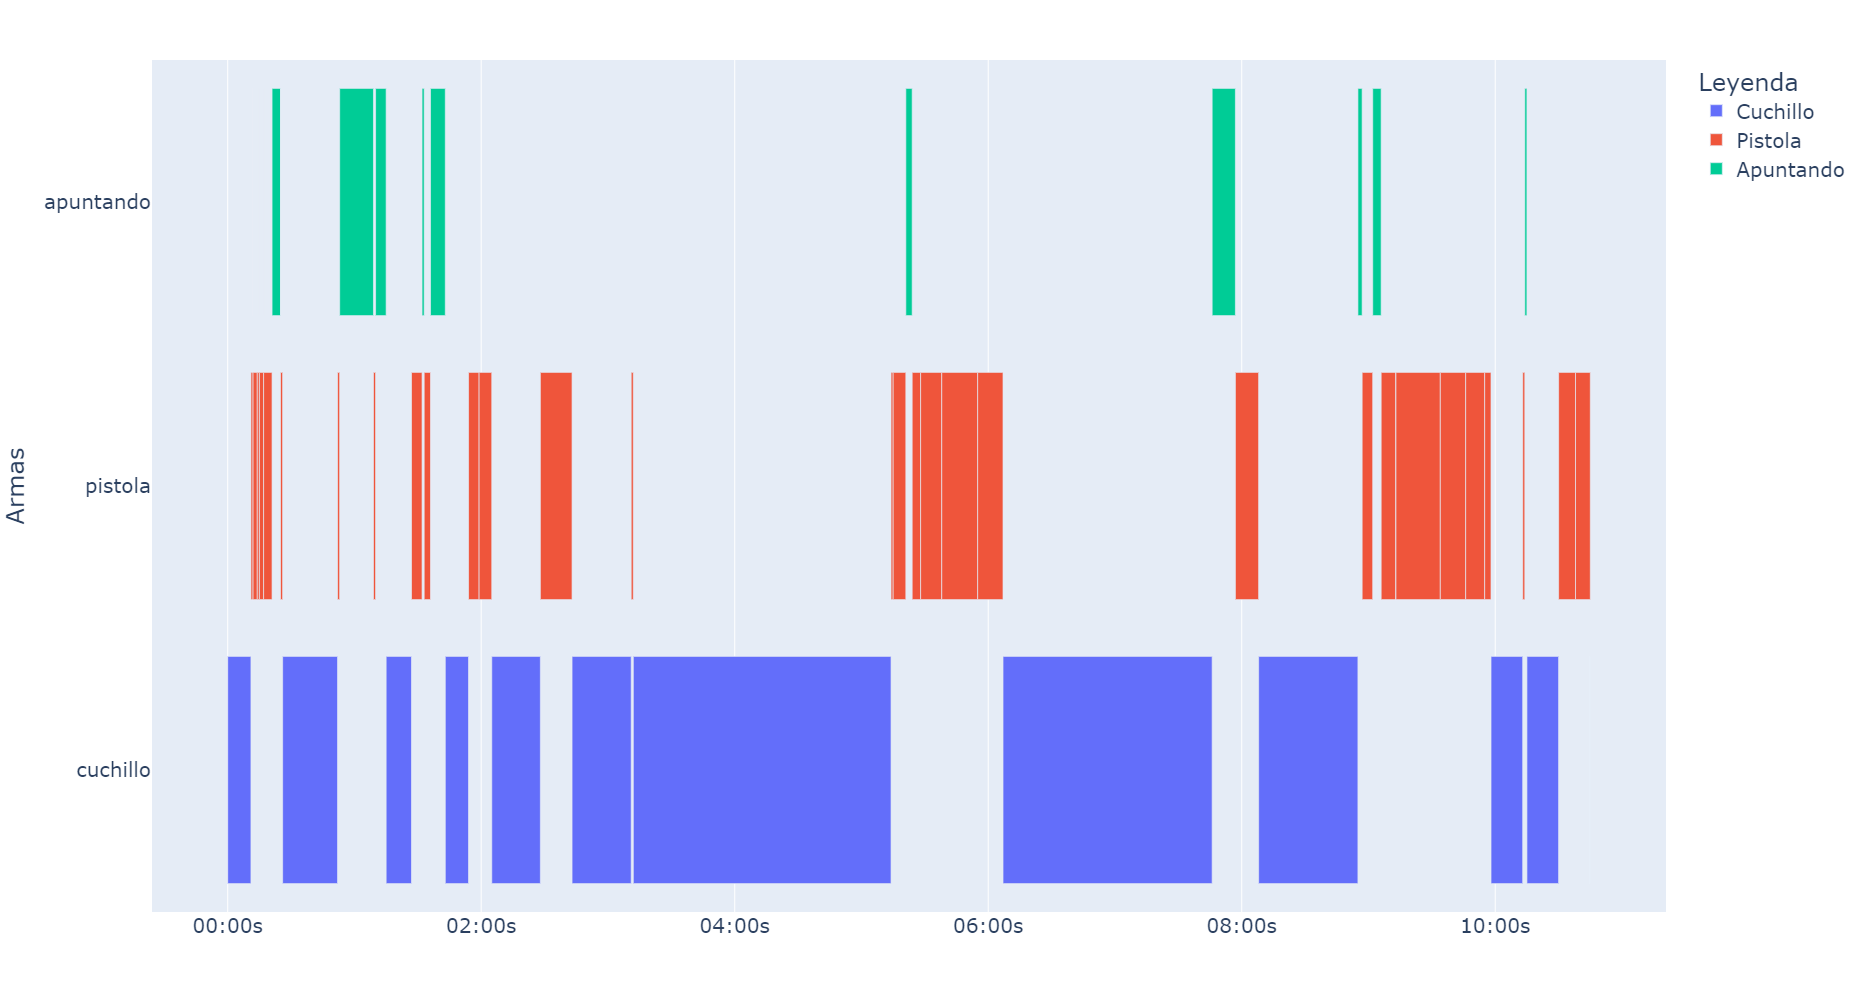 Leyenda
Cuchillo
Pistola
Apuntando
apuntando
pistola
cuchillo
Armas
00:00s 02:00s 04:00s 06:00s 08:00s 10:00s